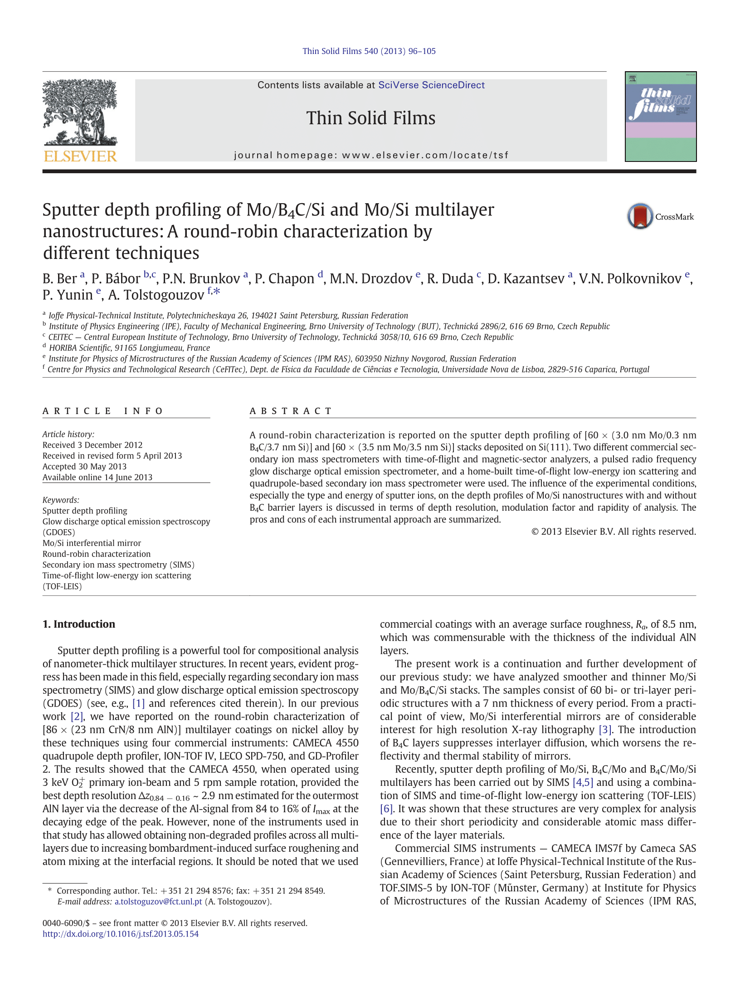 Thin Solid Films 540 (2013) 96–105
Contents lists available at SciVerse ScienceDirect
Thin Solid Films
journal homepage: www.elsevier.com/locate/tsf
ELSEVIER
thin
solid
films
Sputter depth profiling of Mo/B₄C/Si and Mo/Si multilayer
nanostructures: A round-robin characterization by
different techniques
CrossMark
B. Ber ᵃ, P. Bábor ᵇ,ᶜ, P.N. Brunkov ᵃ, P. Chapon ᵈ, M.N. Drozdov ᵉ, R. Duda ᶜ, D. Kazantsev ᵃ, V.N. Polkovnikov ᵉ,
P. Yunin ᵉ, A. Tolstogouzov ᶠ,*
ᵃ Ioffe Physical-Technical Institute, Polytechnicheskaya 26, 194021 Saint Petersburg, Russian Federation
ᵇ Institute of Physics Engineering (IPE), Faculty of Mechanical Engineering, Brno University of Technology (BUT), Technická 2896/2, 616 69 Brno, Czech Republic
ᶜ CEITEC — Central European Institute of Technology, Brno University of Technology, Technická 3058/10, 616 69 Brno, Czech Republic
ᵈ HORIBA Scientific, 91165 Longjumeau, France
ᵉ Institute for Physics of Microstructures of the Russian Academy of Sciences (IPM RAS), 603950 Nizhny Novgorod, Russian Federation
ᶠ Centre for Physics and Technological Research (CeFITec), Dept. de Física da Faculdade de Ciências e Tecnologia, Universidade Nova de Lisboa, 2829-516 Caparica, Portugal
ARTICLE INFO
Article history:
Received 3 December 2012
Received in revised form 5 April 2013
Accepted 30 May 2013
Available online 14 June 2013
Keywords:
Sputter depth profiling
Glow discharge optical emission spectroscopy
(GDOES)
Mo/Si interferential mirror
Round-robin characterization
Secondary ion mass spectrometry (SIMS)
Time-of-flight low-energy ion scattering
(TOF-LEIS)
ABSTRACT
A round-robin characterization is reported on the sputter depth profiling of [60 × (3.0 nm Mo/0.3 nm
B₄C/3.7 nm Si)] and [60 × (3.5 nm Mo/3.5 nm Si)] stacks deposited on Si(111). Two different commercial sec-
ondary ion mass spectrometers with time-of-flight and magnetic-sector analyzers, a pulsed radio frequency
glow discharge optical emission spectrometer, and a home-built time-of-flight low-energy ion scattering and
quadrupole-based secondary ion mass spectrometer were used. The influence of the experimental conditions,
especially the type and energy of sputter ions, on the depth profiles of Mo/Si nanostructures with and without
B₄C barrier layers is discussed in terms of depth resolution, modulation factor and rapidity of analysis. The
pros and cons of each instrumental approach are summarized.
© 2013 Elsevier B.V. All rights reserved.
1. Introduction
Sputter depth profiling is a powerful tool for compositional analysis
of nanometer-thick multilayer structures. In recent years, evident prog-
ress has been made in this field, especially regarding secondary ion mass
spectrometry (SIMS) and glow discharge optical emission spectroscopy
(GDOES) (see, e.g., [1] and references cited therein). In our previous
work [2], we have reported on the round-robin characterization of
[86 × (23 nm CrN/8 nm AlN)] multilayer coatings on nickel alloy by
these techniques using four commercial instruments: CAMECA 4550
quadrupole depth profiler, ION-TOF IV, LECO SPD-750, and GD-Profiler
2. The results showed that the CAMECA 4550, when operated using
3 keV O₂⁺ primary ion-beam and 5 rpm sample rotation, provided the
best depth resolution Δz₀.₈₄ ₋ ₀.₁₆ ~ 2.9 nm estimated for the outermost
AlN layer via the decrease of the Al-signal from 84 to 16% of Iₘₐₓ at the
decaying edge of the peak. However, none of the instruments used in
that study has allowed obtaining non-degraded profiles across all multi-
layers due to increasing bombardment-induced surface roughening and
atom mixing at the interfacial regions. It should be noted that we used
commercial coatings with an average surface roughness, Rₐ, of 8.5 nm,
which was commensurable with the thickness of the individual AlN
layers.
The present work is a continuation and further development of
our previous study: we have analyzed smoother and thinner Mo/Si
and Mo/B₄C/Si stacks. The samples consist of 60 bi- or tri-layer peri-
odic structures with a 7 nm thickness of every period. From a practi-
cal point of view, Mo/Si interferential mirrors are of considerable
interest for high resolution X-ray lithography [3]. The introduction
of B₄C layers suppresses interlayer diffusion, which worsens the re-
flectivity and thermal stability of mirrors.
Recently, sputter depth profiling of Mo/Si, B₄C/Mo and B₄C/Mo/Si
multilayers has been carried out by SIMS [4,5] and using a combina-
tion of SIMS and time-of-flight low-energy ion scattering (TOF-LEIS)
[6]. It was shown that these structures are very complex for analysis
due to their short periodicity and considerable atomic mass differ-
ence of the layer materials.
Commercial SIMS instruments — CAMECA IMS7f by Cameca SAS
(Gennevilliers, France) at Ioffe Physical-Technical Institute of the Rus-
sian Academy of Sciences (Saint Petersburg, Russian Federation) and
TOF.SIMS-5 by ION-TOF (Műnster, Germany) at Institute for Physics
of Microstructures of the Russian Academy of Sciences (IPM RAS,
* Corresponding author. Tel.: +351 21 294 8576; fax: +351 21 294 8549.
E-mail address: a.tolstoguzov@fct.unl.pt (A. Tolstogouzov).
0040-6090/$ – see front matter © 2013 Elsevier B.V. All rights reserved.
http://dx.doi.org/10.1016/j.tsf.2013.05.154